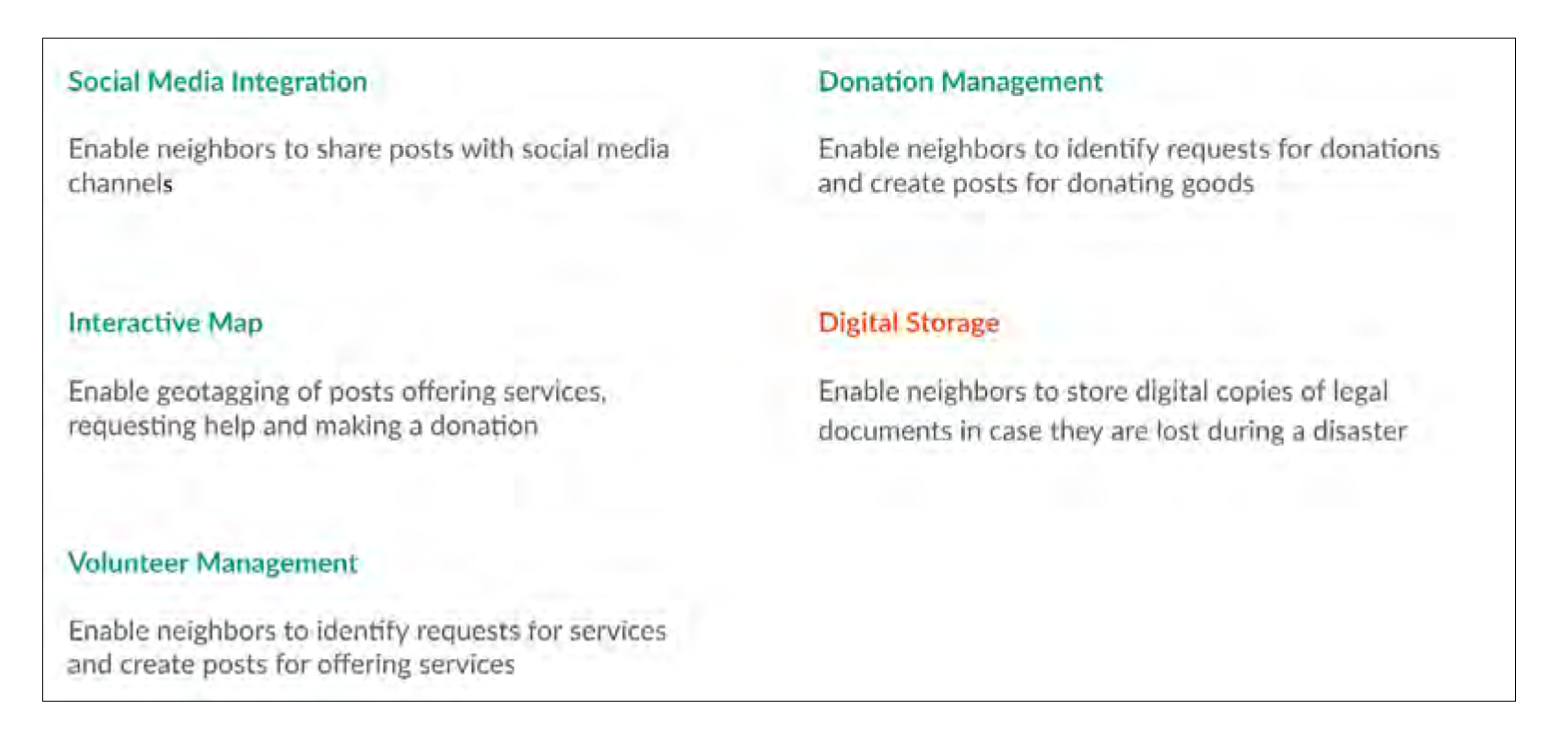 Social Media Integration
Enable neighbors to share posts with social media
channels
Interactive Map
Enable geotagging of posts offering services,
requesting help and making a donation
Volunteer Management
Enable neighbors to identify requests for services
and create posts for offering services
Donation Management
Enable neighbors to identify requests for donations
and create posts for donating goods
Digital Storage
Enable neighbors to store digital copies of legal
documents in case they are lost during a disaster